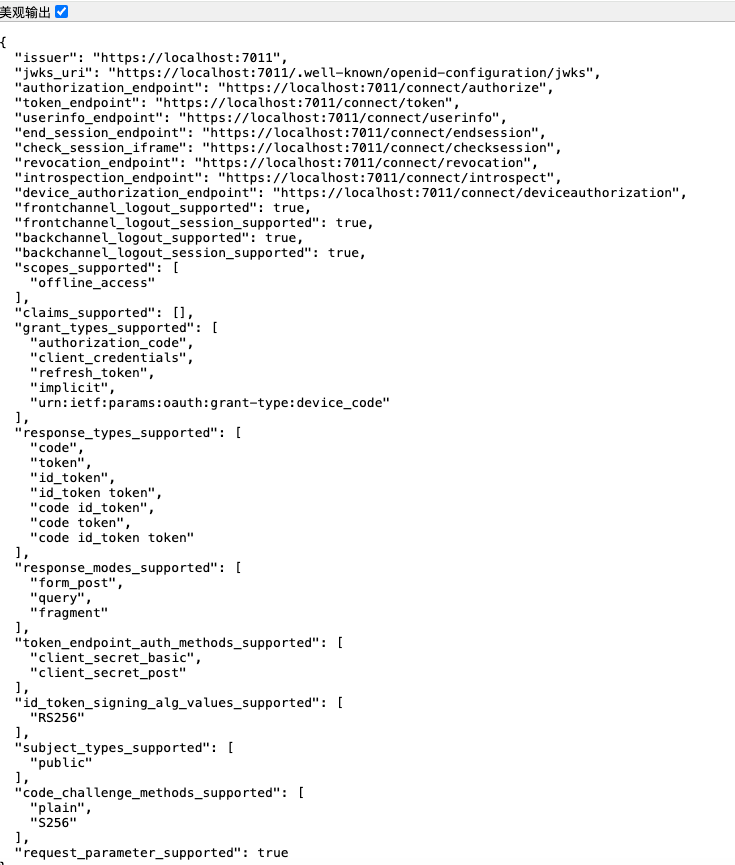 美观输出
{
  "issuer": "https://localhost:7011",
  "jwks_uri": "https://localhost:7011/.well-known/openid-configuration/jwks",
  "authorization_endpoint": "https://localhost:7011/connect/authorize",
  "token_endpoint": "https://localhost:7011/connect/token",
  "userinfo_endpoint": "https://localhost:7011/connect/userinfo",
  "end_session_endpoint": "https://localhost:7011/connect/endsession",
  "check_session_iframe": "https://localhost:7011/connect/checksession",
  "revocation_endpoint": "https://localhost:7011/connect/revocation",
  "introspection_endpoint": "https://localhost:7011/connect/introspect",
  "device_authorization_endpoint": "https://localhost:7011/connect/deviceauthorization",
  "frontchannel_logout_supported": true,
  "frontchannel_logout_session_supported": true,
  "backchannel_logout_supported": true,
  "backchannel_logout_session_supported": true,
  "scopes_supported": [
    "offline_access"
  ],
  "claims_supported": [],
  "grant_types_supported": [
    "authorization_code",
    "client_credentials",
    "refresh_token",
    "implicit",
    "urn:ietf:params:oauth:grant-type:device_code"
  ],
  "response_types_supported": [
    "code",
    "token",
    "id_token",
    "id_token token",
    "code id_token",
    "code token",
    "code id_token token"
  ],
  "response_modes_supported": [
    "form_post",
    "query",
    "fragment"
  ],
  "token_endpoint_auth_methods_supported": [
    "client_secret_basic",
    "client_secret_post"
  ],
  "id_token_signing_alg_values_supported": [
    "RS256"
  ],
  "subject_types_supported": [
    "public"
  ],
  "code_challenge_methods_supported": [
    "plain",
    "S256"
  ],
  "request_parameter_supported": true